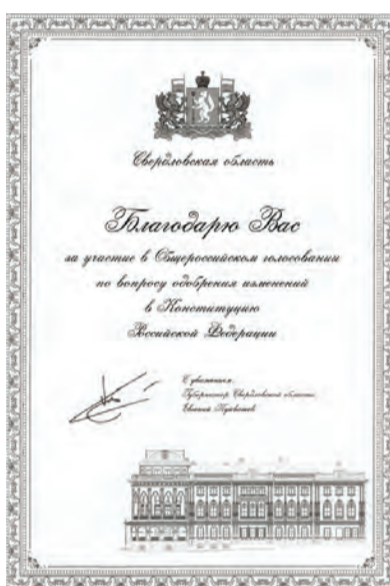 Свердловская область
Благодарю Вас
за участие в Общероссийском голосовании
по вопросу одобрения изменений
в Конституцию
Российской Федерации
С уважением,
Губернатор Свердловской области
Евгений Куйвашев